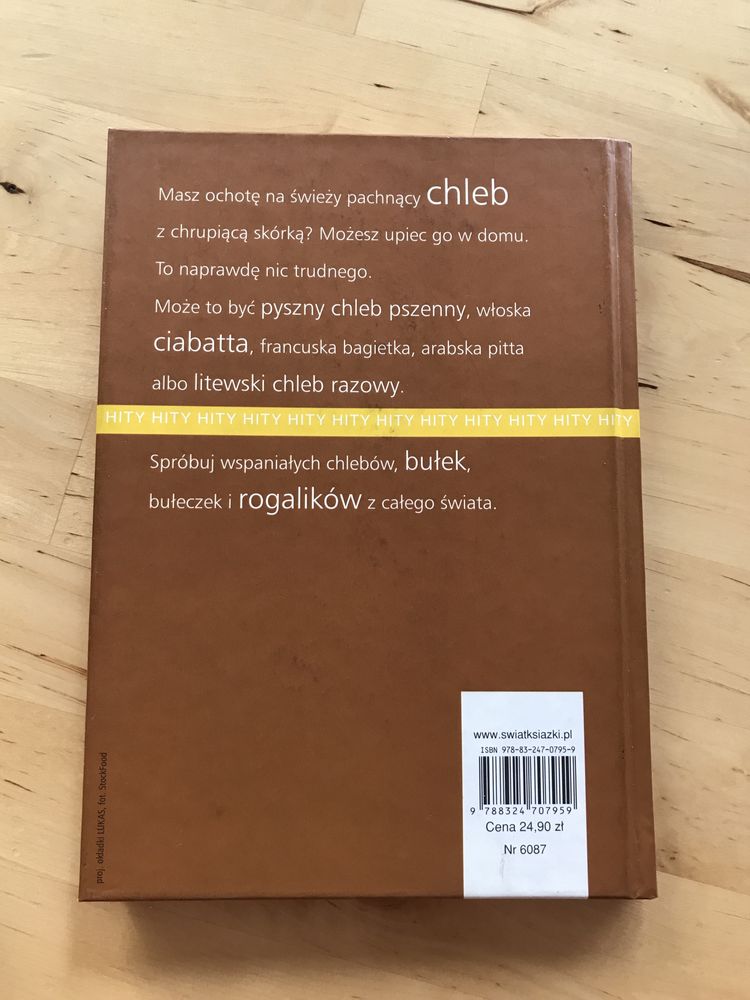 Masz ochotę na świeży pachnący chleb
z chrupiącą skórką? Możesz upiec go w domu.
To naprawdę nic trudnego.
Może to być pyszny chleb pszenny, włoska
ciabatta, francuska bagietka, arabska pitta
albo litewski chleb razowy.
HITY HITY HITY HITY HITY HITY HITY HITY HITY HITY HITY HITY
Spróbuj wspaniałych chlebów, bułek,
bułeczek i rogalików z całego świata.
www.swiatksiazki.pl
ISBN 978-83-247-0795-9
9 788324 707959
Cena 24,90 zł
Nr 6087
proj. okładki LUKAS, fot. StockFood